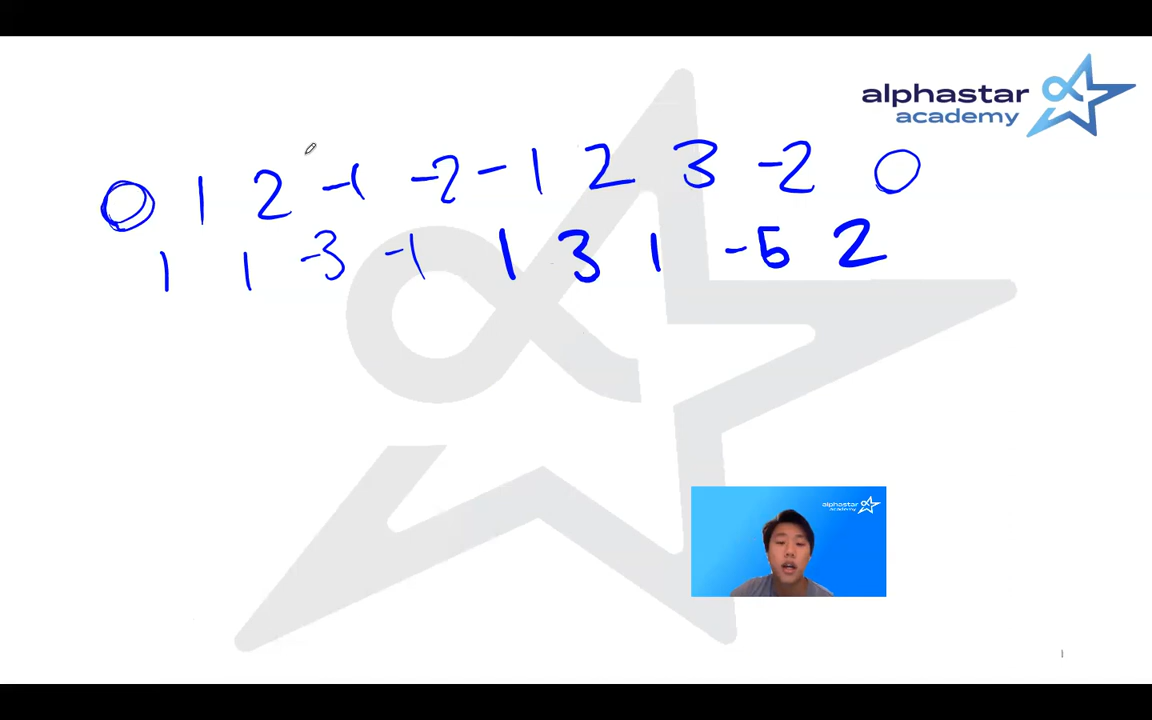 alphastar
academy
0 1 2 -1 -2 -1 2 3 -2 0
1 1 -3 -1 1 3 1 -5 2
alphastar
academy
1